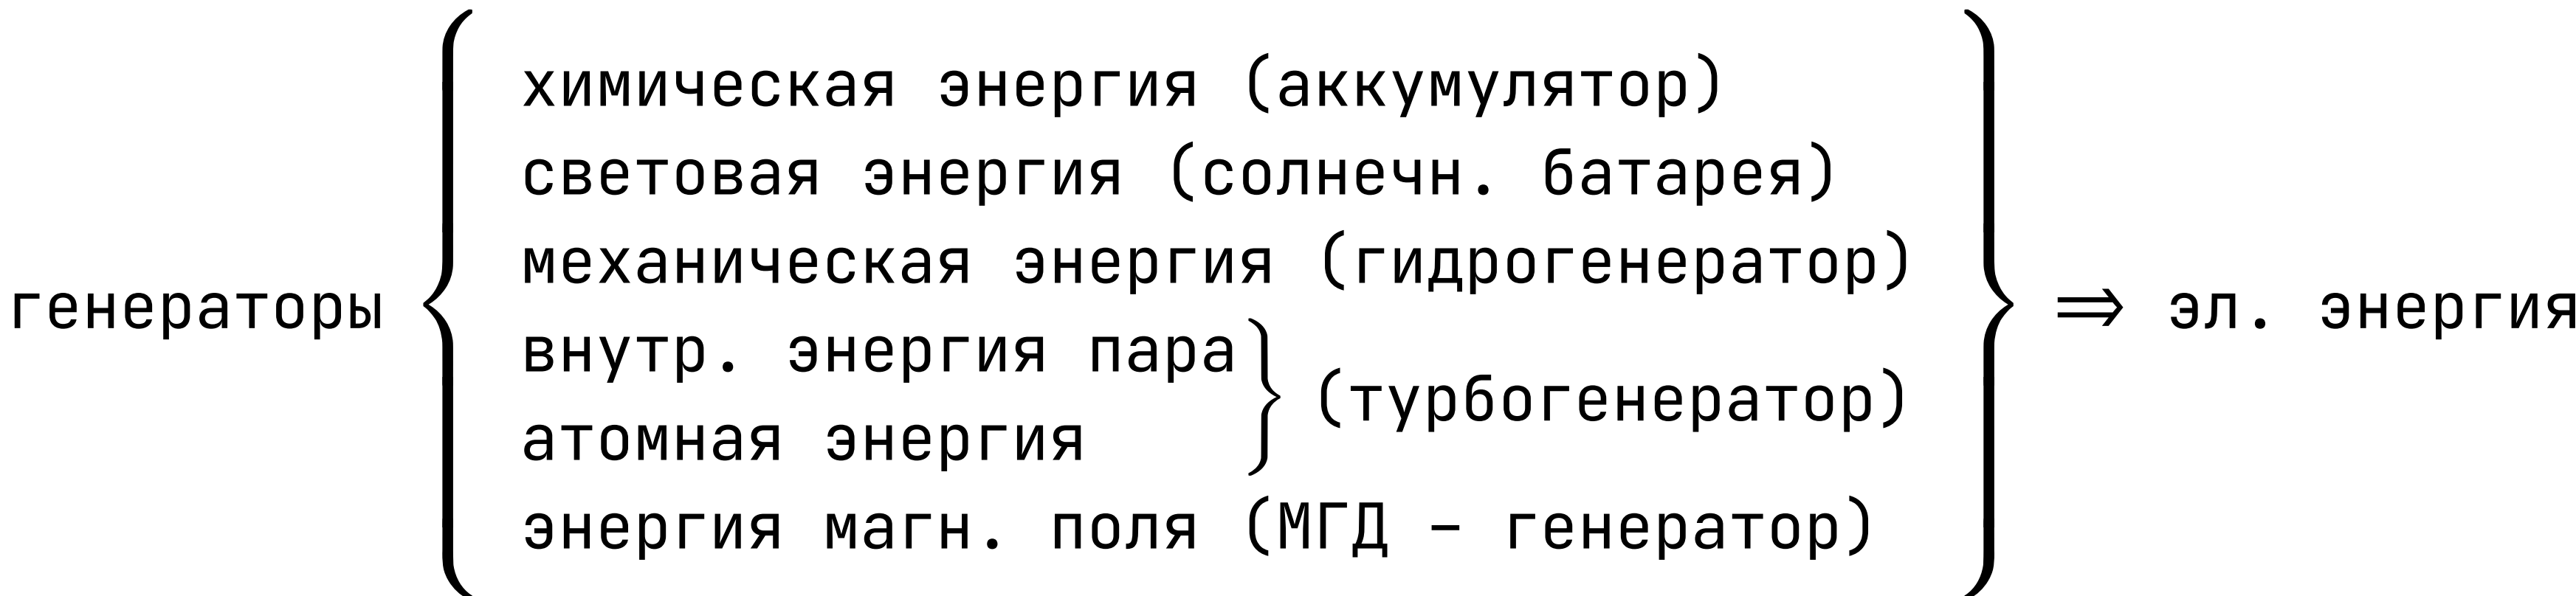 химическая энергия (аккумулятор)
световая энергия (солнечн. батарея)
механическая энергия (гидрогенератор)
генераторы ⇒ эл. энергия
внутр. энергия пара
(турбогенератор)
атомная энергия
энергия магн. поля (МГД – генератор)